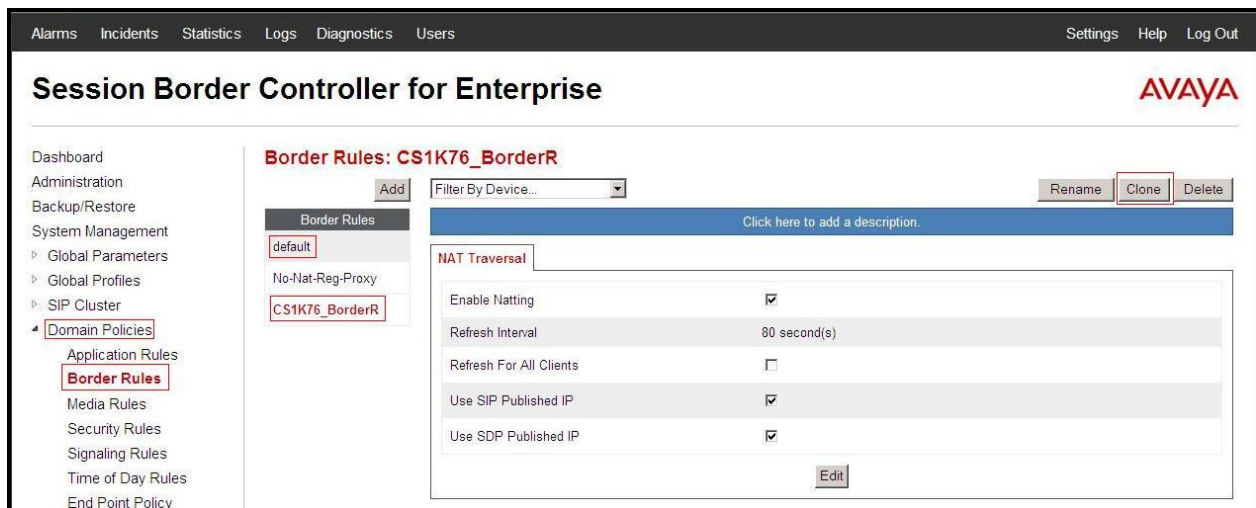 Alarms Incidents Statistics Logs Diagnostics Users Settings Help Log Out
Session Border Controller for Enterprise
AVAYA
Dashboard
Administration
Backup/Restore
System Management
Global Parameters
Global Profiles
SIP Cluster
Domain Policies
Application Rules
Border Rules
Media Rules
Security Rules
Signaling Rules
Time of Day Rules
End Point Policy
Border Rules: CS1K76_BorderR
Add
Filter By Device...
Rename Clone Delete
Border Rules
default
No-Nat-Reg-Proxy
CS1K76_BorderR
Click here to add a description.
NAT Traversal
Enable Natting
Refresh Interval 80 second(s)
Refresh For All Clients
Use SIP Published IP
Use SDP Published IP
Edit